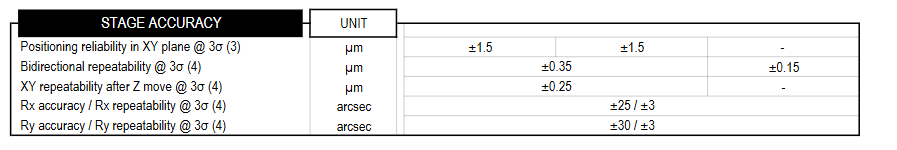 STAGE ACCURACY UNIT
Positioning reliability in XY plane @ 3σ (3) µm ±1.5 ±1.5 -
Bidirectional repeatability @ 3σ (4) µm ±0.35 ±0.15
XY repeatability after Z move @ 3σ (4) µm ±0.25 -
Rx accuracy / Rx repeatability @ 3σ (4) arcsec ±25 / ±3
Ry accuracy / Ry repeatability @ 3σ (4) arcsec ±30 / ±3